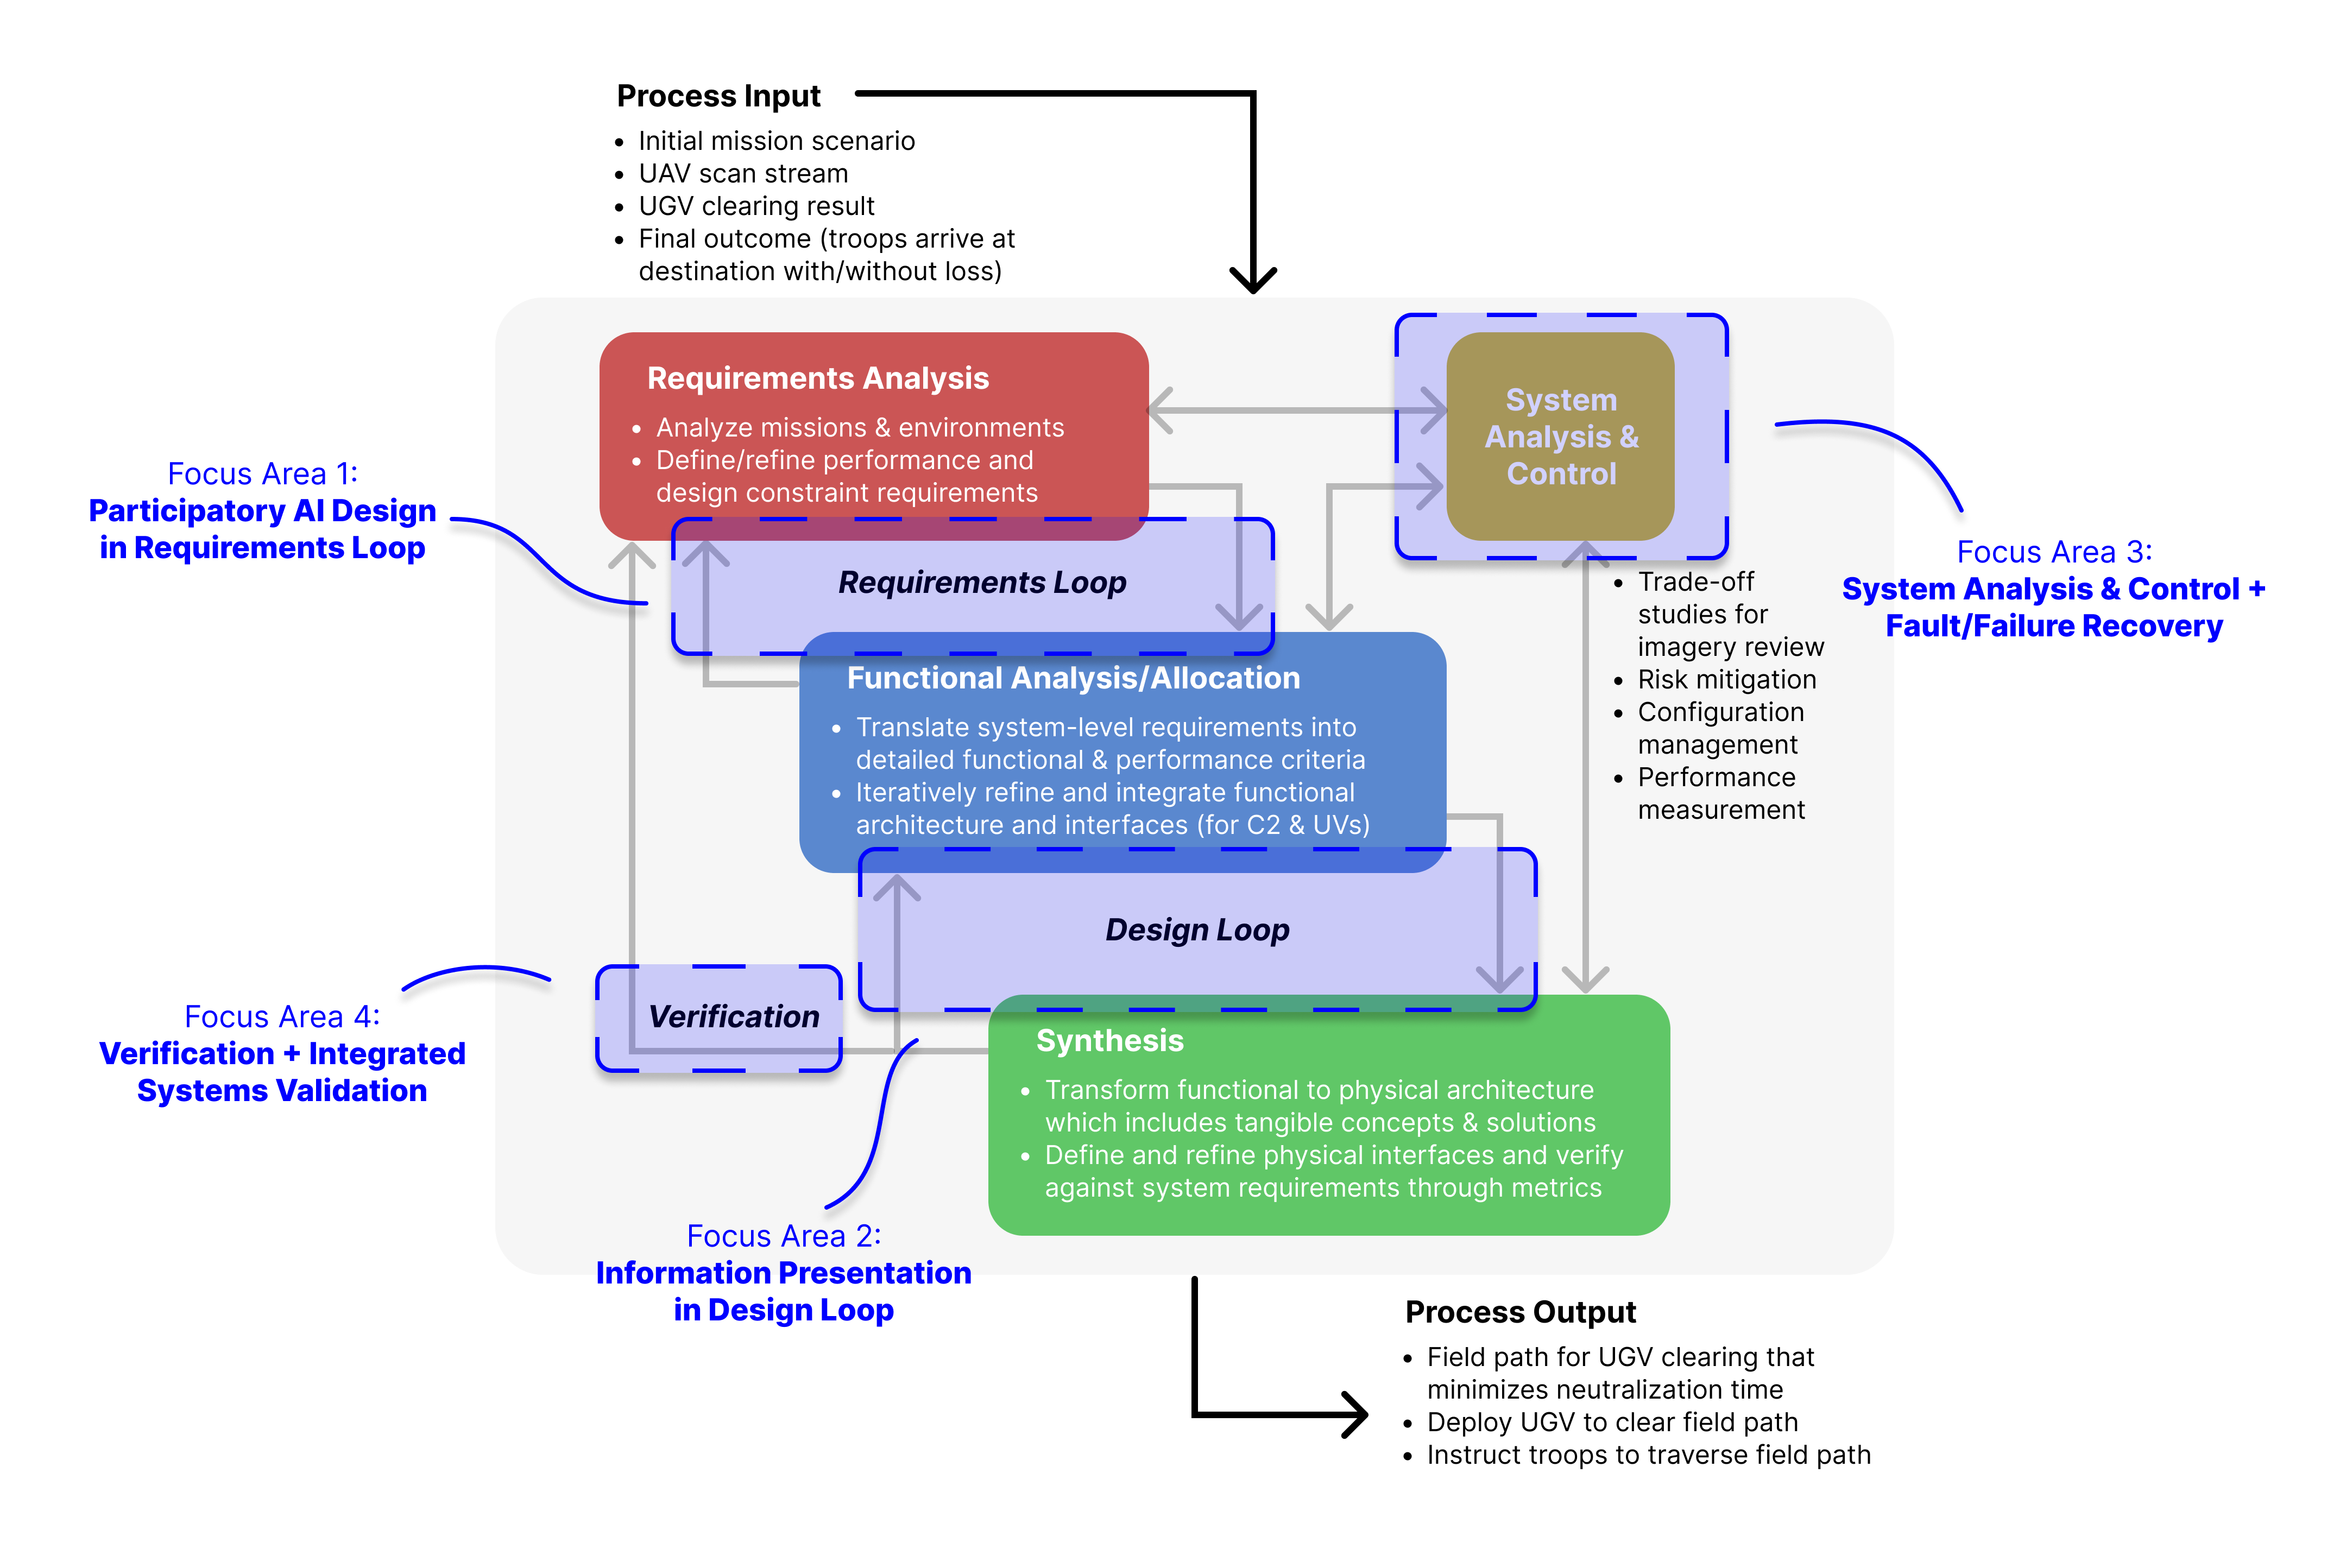 Process Input
• Initial mission scenario
• UAV scan stream
• UGV clearing result
• Final outcome (troops arrive at
destination with/without loss)
Requirements Analysis
• Analyze missions & environments
• Define/refine performance and
design constraint requirements
System
Analysis &
Control
Focus Area 1:
Participatory AI Design
in Requirements Loop
Requirements Loop
Focus Area 3:
System Analysis & Control +
Fault/Failure Recovery
• Trade-off
studies for
imagery review
• Risk mitigation
• Configuration
management
• Performance
measurement
Functional Analysis/Allocation
• Translate system-level requirements into
detailed functional & performance criteria
• Iteratively refine and integrate functional
architecture and interfaces (for C2 & UVs)
Design Loop
Focus Area 4:
Verification + Integrated
Systems Validation
Verification
Synthesis
• Transform functional to physical architecture
which includes tangible concepts & solutions
• Define and refine physical interfaces and verify
against system requirements through metrics
Focus Area 2:
Information Presentation
in Design Loop
Process Output
• Field path for UGV clearing that
minimizes neutralization time
• Deploy UGV to clear field path
• Instruct troops to traverse field path